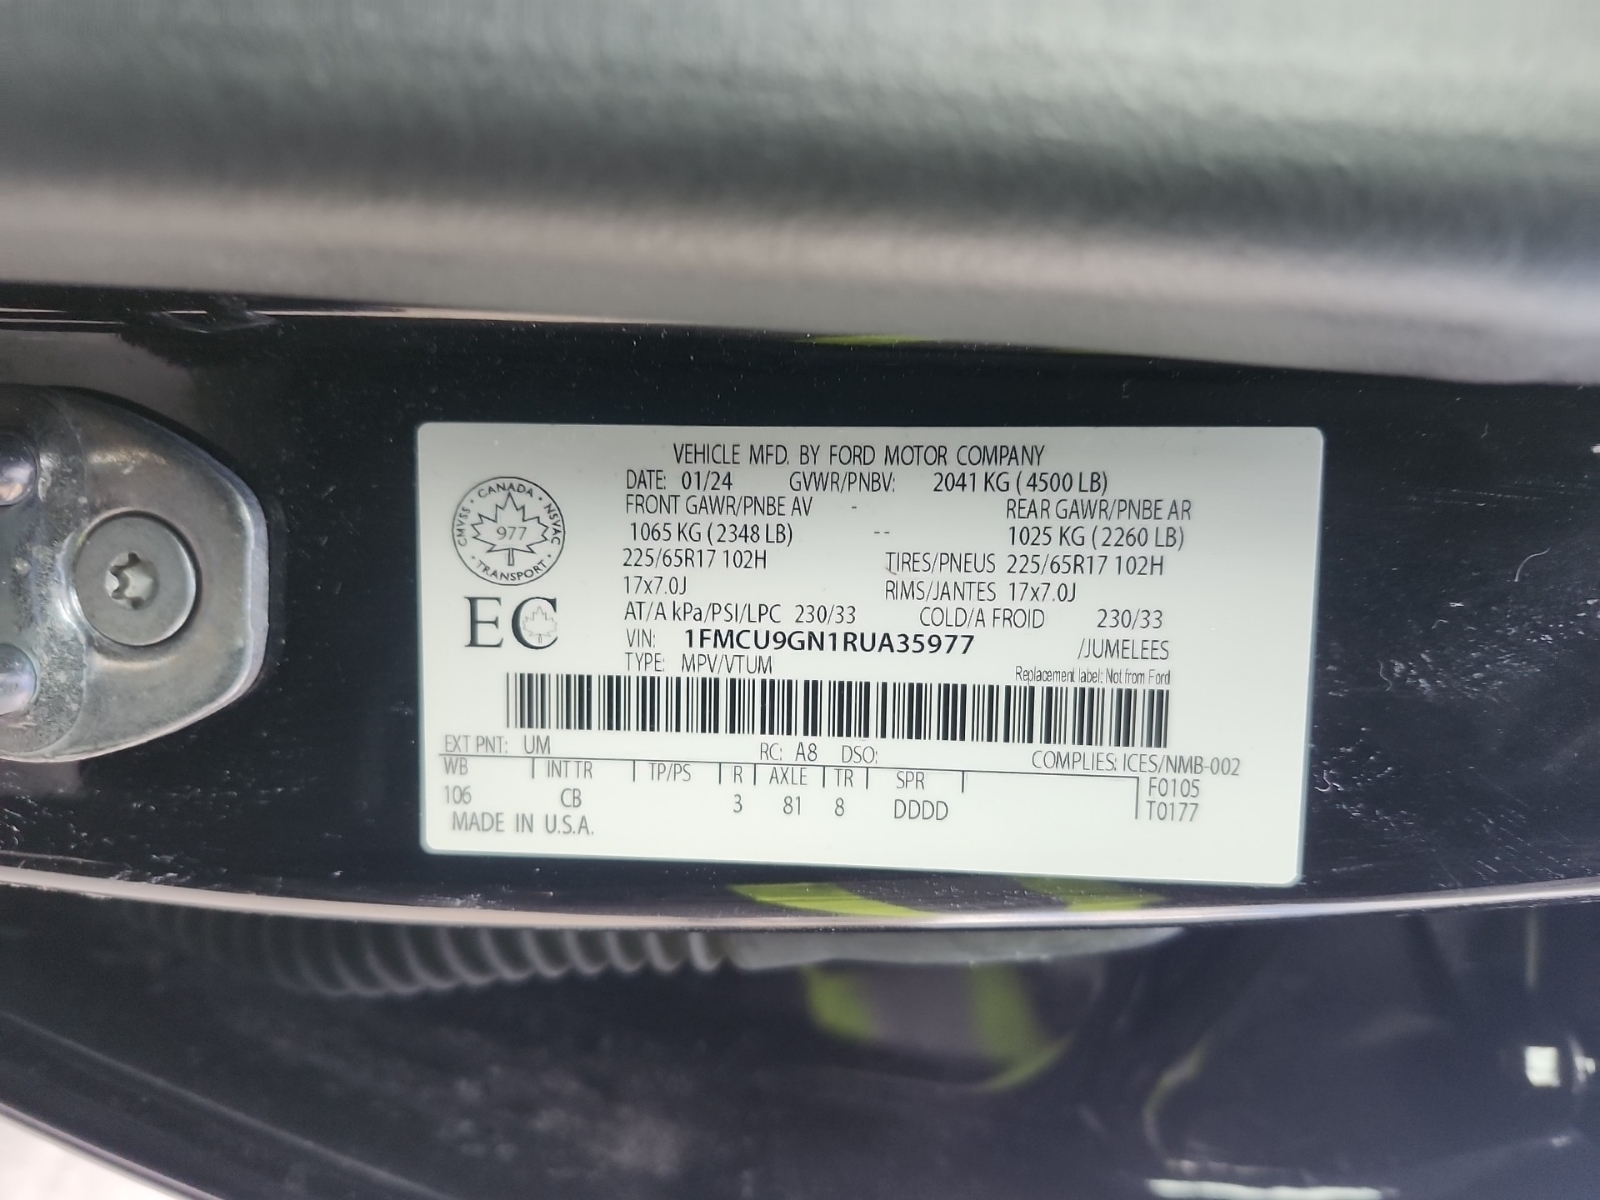 VEHICLE MFD. BY FORD MOTOR COMPANY
DATE: 01/24 GVWR/PNBV: 2041 KG (4500 LB)
FRONT GAWR/PNBE AV - REAR GAWR/PNBE AR
1065 KG (2348 LB) -- 1025 KG (2260 LB)
225/65R17 102H TIRES/PNEUS 225/65R17 102H
17x7.0J RIMS/JANTES 17x7.0J
AT/A kPa/PSI/LPC 230/33 COLD/A FROID 230/33
VIN: 1FMCU9GN1RUA35977 /JUMELEES
TYPE: MPV/VTUM Replacement label: Not from Ford
CANADA
CMVSS · NSVAC
977
TRANSPORT
EC
EXT PNT: UM RC: A8 DSO: COMPLIES: ICES/NMB-002
WB INT TR TP/PS R AXLE TR SPR F0105
106 CB 3 81 8 DDDD T0177
MADE IN U.S.A.